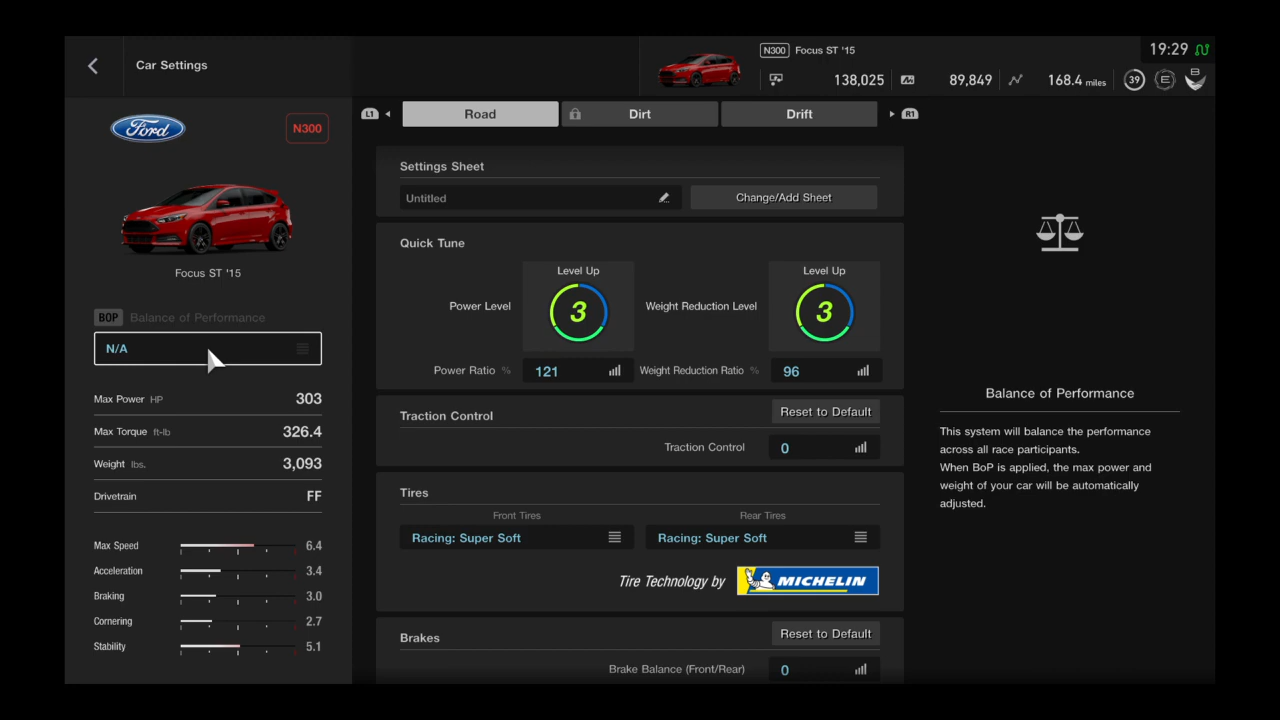 Car Settings
N300 Focus ST '15
19:29
138,025
89,849
168.4 miles
39
E
B
Ford
N300
L1 Road Dirt Drift R1
Focus ST '15
BOP Balance of Performance
N/A
Max Power HP 303
Max Torque ft-lb 326.4
Weight lbs. 3,093
Drivetrain FF
Max Speed 6.4
Acceleration 3.4
Braking 3.0
Cornering 2.7
Stability 5.1
Settings Sheet
Untitled Change/Add Sheet
Quick Tune
Level Up Level Up
Power Level 3 Weight Reduction Level 3
Power Ratio % 121 Weight Reduction Ratio % 96
Traction Control Reset to Default
Traction Control 0
Tires
Front Tires Rear Tires
Racing: Super Soft Racing: Super Soft
Tire Technology by MICHELIN
Brakes Reset to Default
Brake Balance (Front/Rear) 0
Balance of Performance
This system will balance the performance
across all race participants.
When BoP is applied, the max power and
weight of your car will be automatically
adjusted.